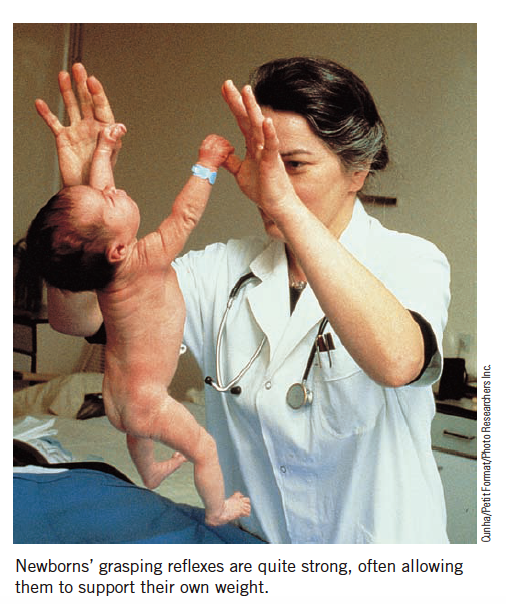 Cunha/Petit Format/Photo Researchers Inc.
Newborns’ grasping reflexes are quite strong, often allowing
them to support their own weight.